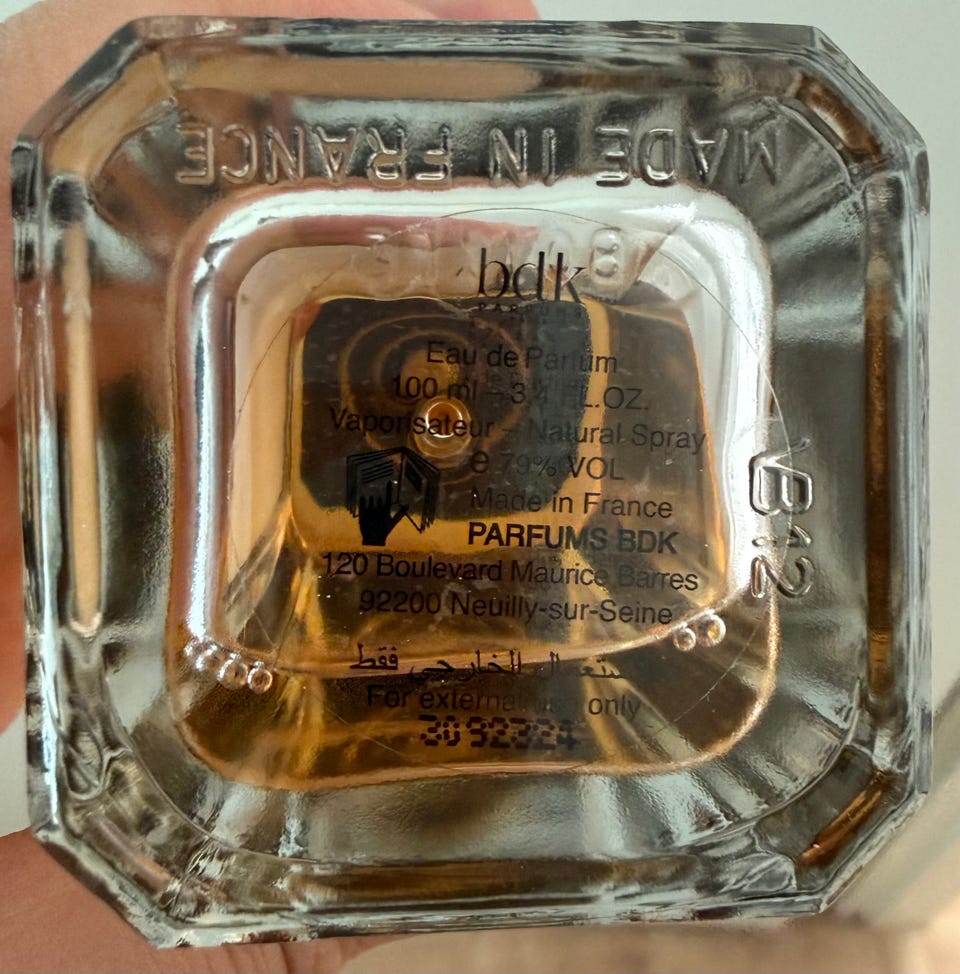 MADE IN FRANCE
bdk
PARFUMS
Eau de Parfum
100 ml – 3.4 FL.OZ.
Vaporisateur – Natural Spray
e 79% VOL
Made in France
PARFUMS BDK
120 Boulevard Maurice Barres
92200 Neuilly-sur-Seine
للاستعمال الخارجي فقط
For external use only
VB12